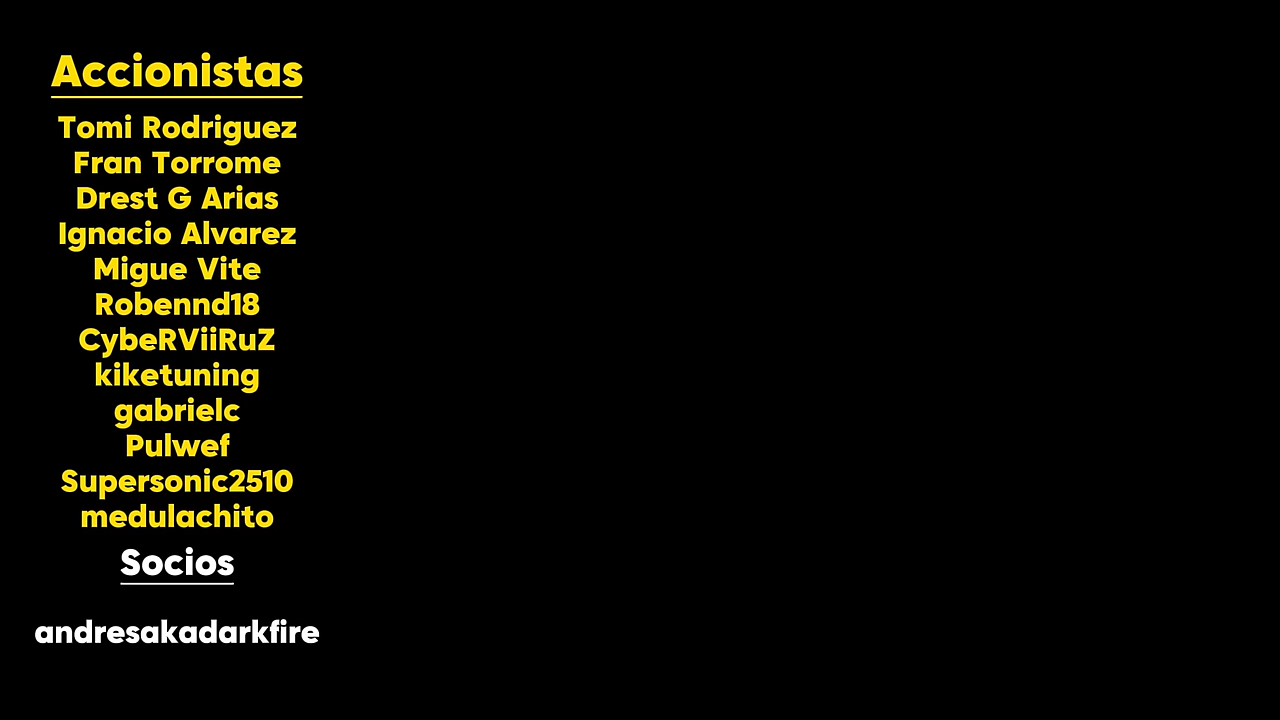 Accionistas
Tomi Rodriguez
Fran Torrome
Drest G Arias
Ignacio Alvarez
Migue Vite
Robennd18
CybeRViiRuZ
kiketuning
gabrielc
Pulwef
Supersonic2510
medulachito
Socios
andresakadarkfire